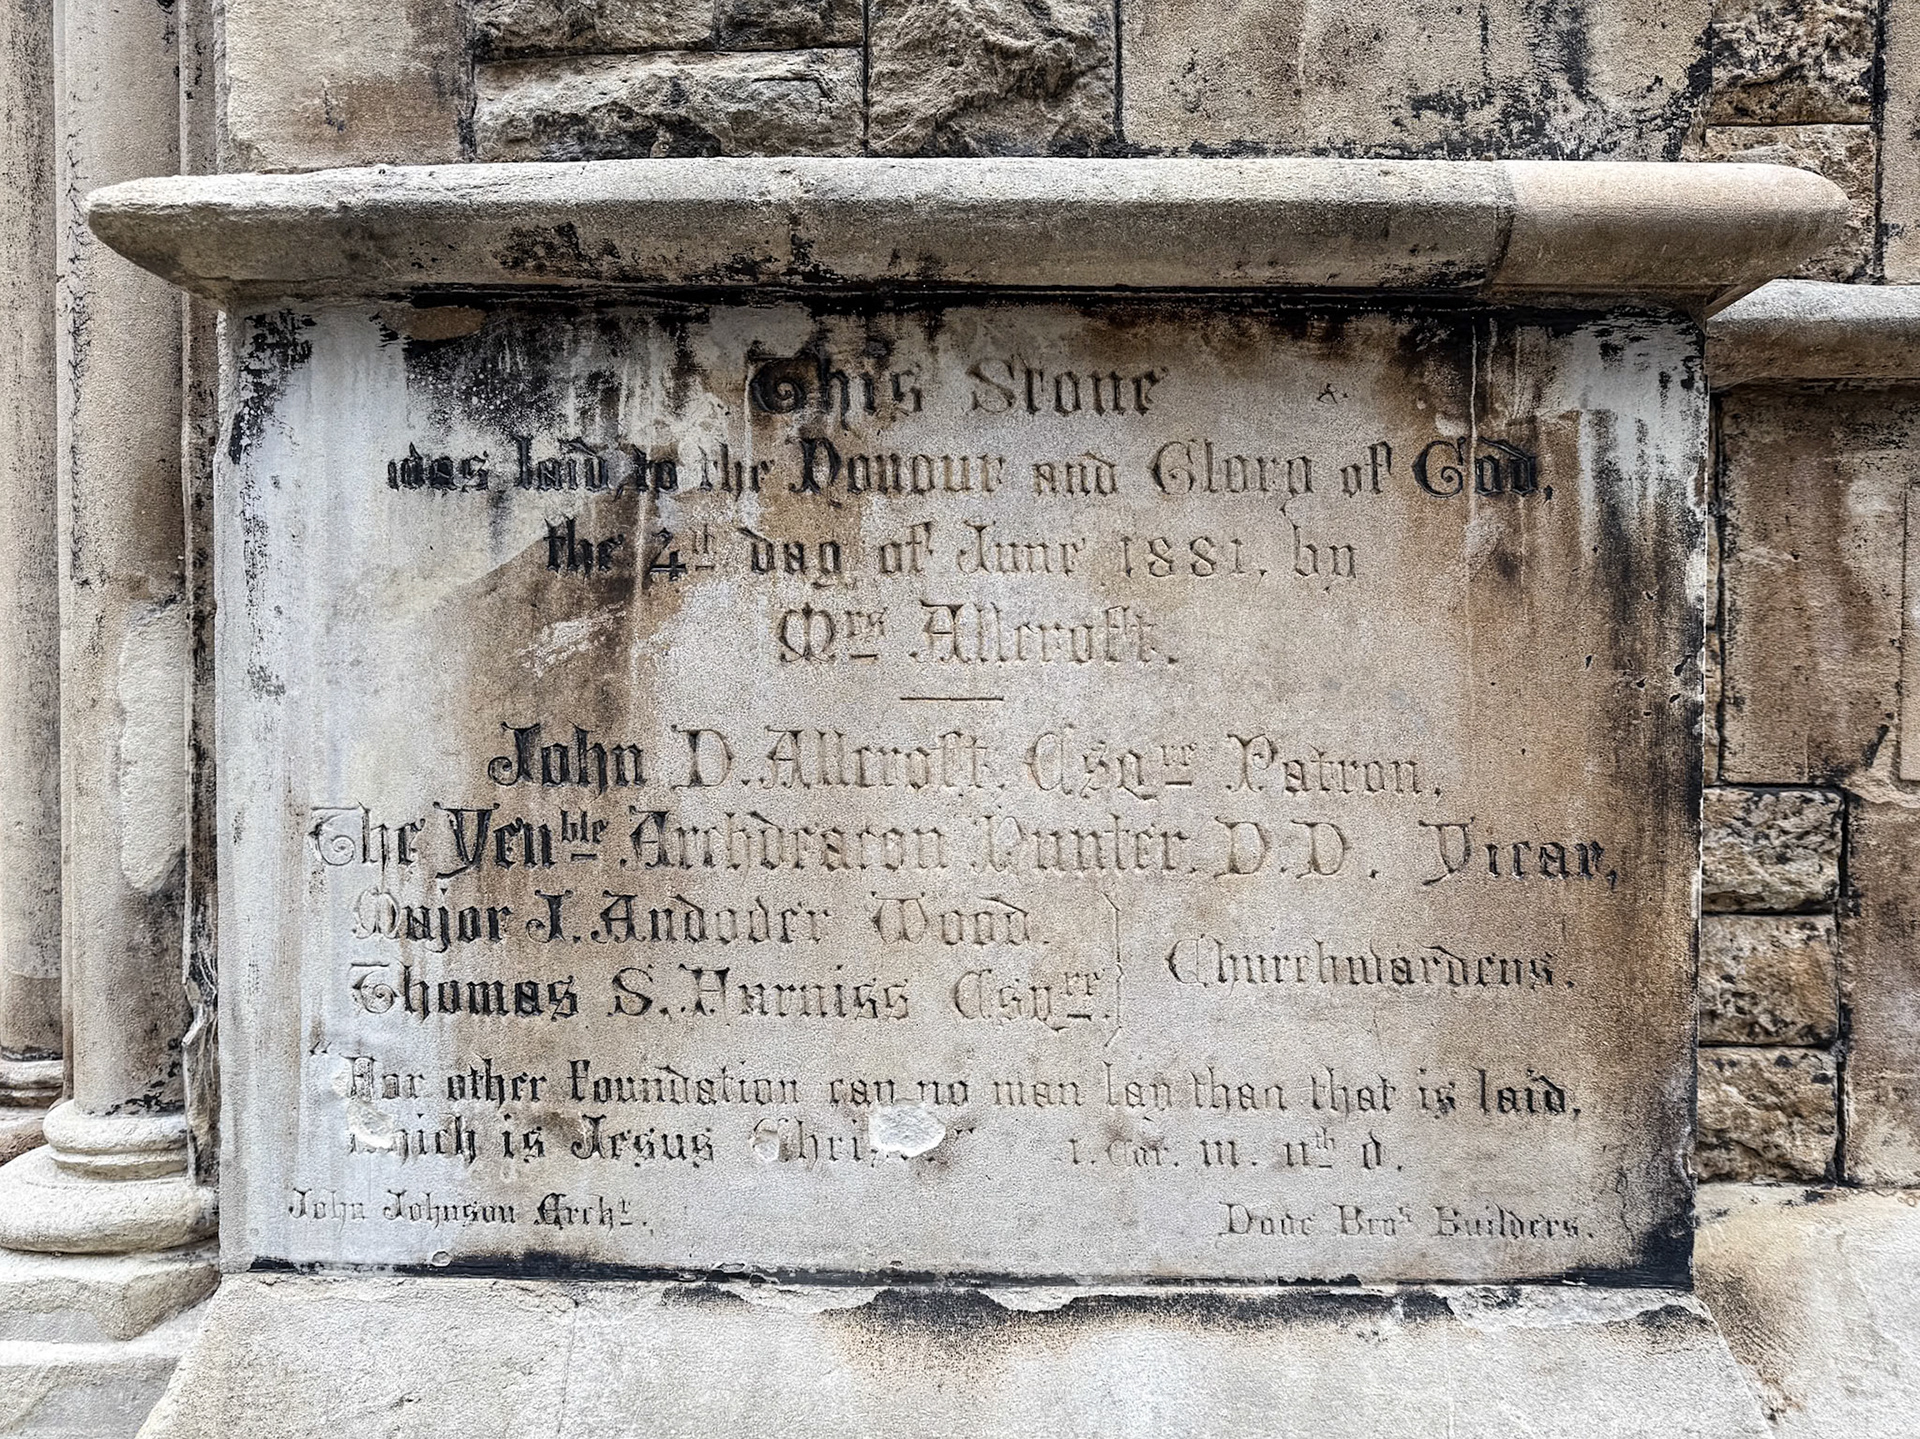 This Stone
was laid to the Honour and Glory of God,
the 4th day of June 1881, by
Mrs Allcroft.
John D. Allcroft, Esqre Patron,
The Venble Archdeacon Hunter, D.D. Vicar,
Major J. Andoder Wood,
Thomas S. Furniss Esqre.
Churchwardens.
"For other foundation can no man lay than that is laid,
which is Jesus Christ." 1. Cor. III. 11th d.
John Johnson Archt.
Dove Bros Builders.